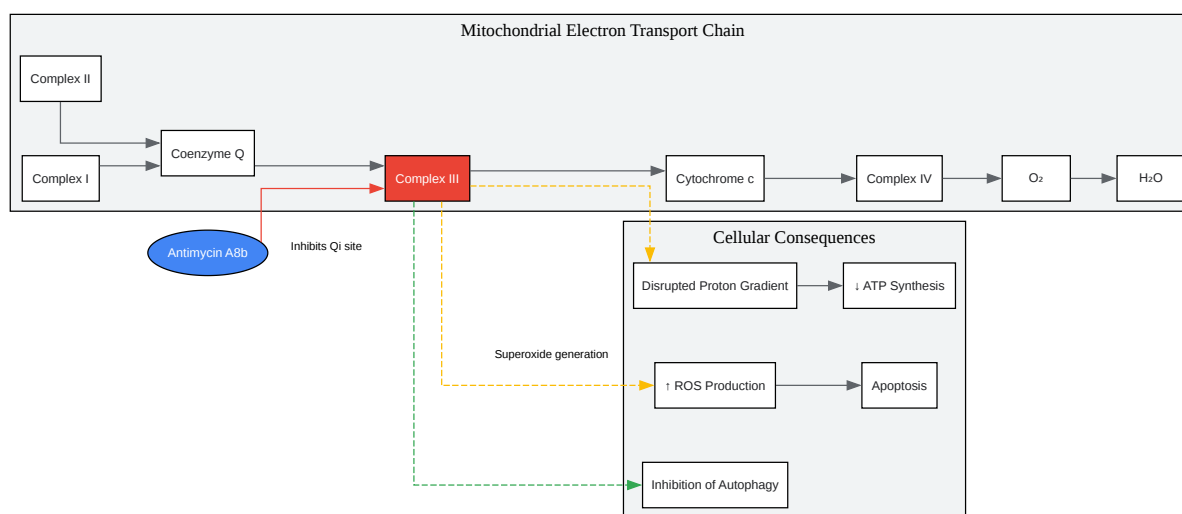 Mitochondrial Electron Transport Chain
Complex II
Coenzyme Q
Complex I
Complex III
Cytochrome c
Complex IV
O₂
H₂O
Antimycin A8b
Inhibits Qi site
Cellular Consequences
Disrupted Proton Gradient
↓ ATP Synthesis
Superoxide generation
↑ ROS Production
Apoptosis
Inhibition of Autophagy